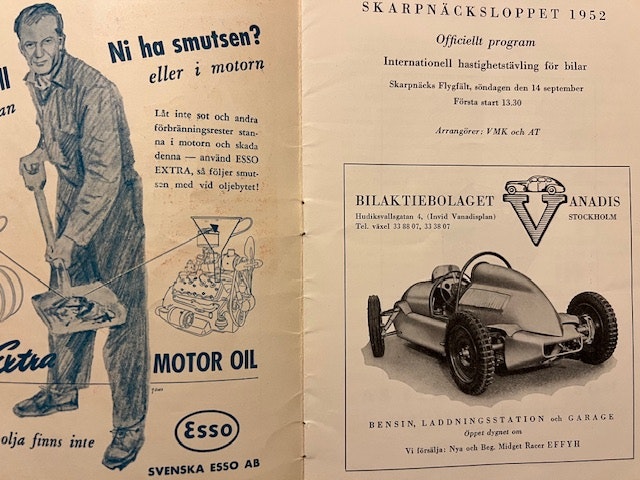 ll
an
Ni ha smutsen?
eller i motorn
Låt inte sot och andra
förbränningsrester stan-
na i motorn och skada
denna — använd ESSO
EXTRA, så följer smut-
sen med vid oljebytet!
Extra
MOTOR OIL
olja finns inte
Esso
SVENSKA ESSO AB
SKARPNÄCKSLOPPET 1952
Officiellt program
Internationell hastighetstävling för bilar
Skarpnäcks Flygfält, söndagen den 14 september
Första start 13.30
Arrangörer: VMK och AT
BILAKTIEBOLAGET VANADIS
Hudiksvallsgatan 4, (Invid Vanadisplan) STOCKHOLM
Tel. växel 33 88 07, 33 38 07
BENSIN, LADDNINGSSTATION och GARAGE
Öppet dygnet om
Vi försälja: Nya och Beg. Midget Racer EFFYH